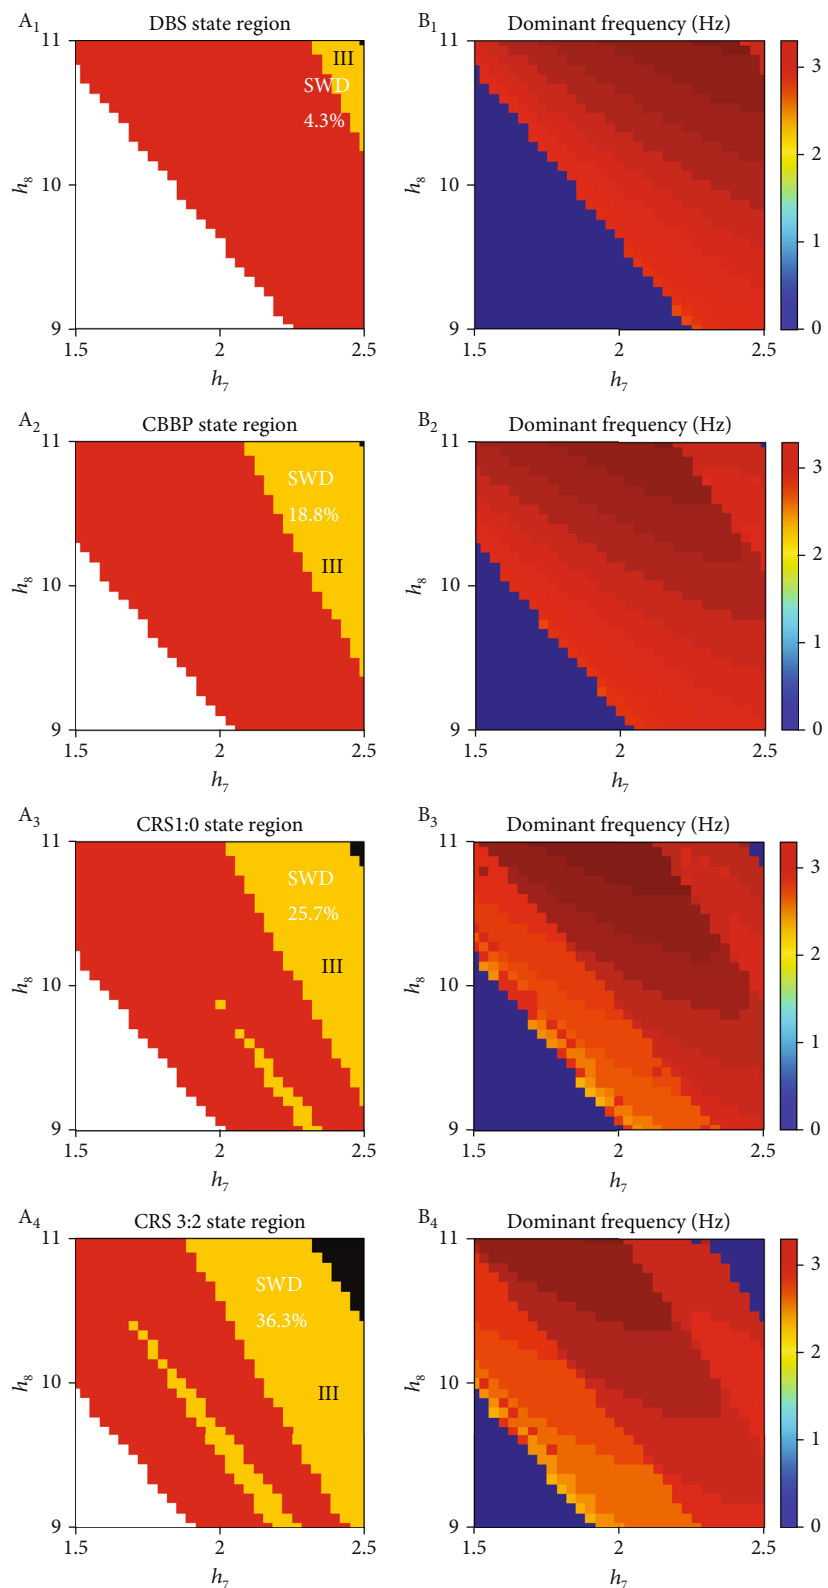 A1 DBS state region
11
III
SWD
4.3%
10
h8
9
1.5 2 2.5
h7
B1 Dominant frequency (Hz)
11
10
h8
9
1.5 2 2.5
h7
3
2
1
0
A2 CBBP state region
11
SWD
18.8%
III
10
h8
9
1.5 2 2.5
h7
B2 Dominant frequency (Hz)
11
10
h8
9
1.5 2 2.5
h7
3
2
1
0
A3 CRS1:0 state region
11
SWD
25.7%
III
10
h8
9
1.5 2 2.5
h7
B3 Dominant frequency (Hz)
11
10
h8
9
1.5 2 2.5
h7
3
2
1
0
A4 CRS 3:2 state region
11
SWD
36.3%
III
10
h8
9
1.5 2 2.5
h7
B4 Dominant frequency (Hz)
11
10
h8
9
1.5 2 2.5
h7
3
2
1
0